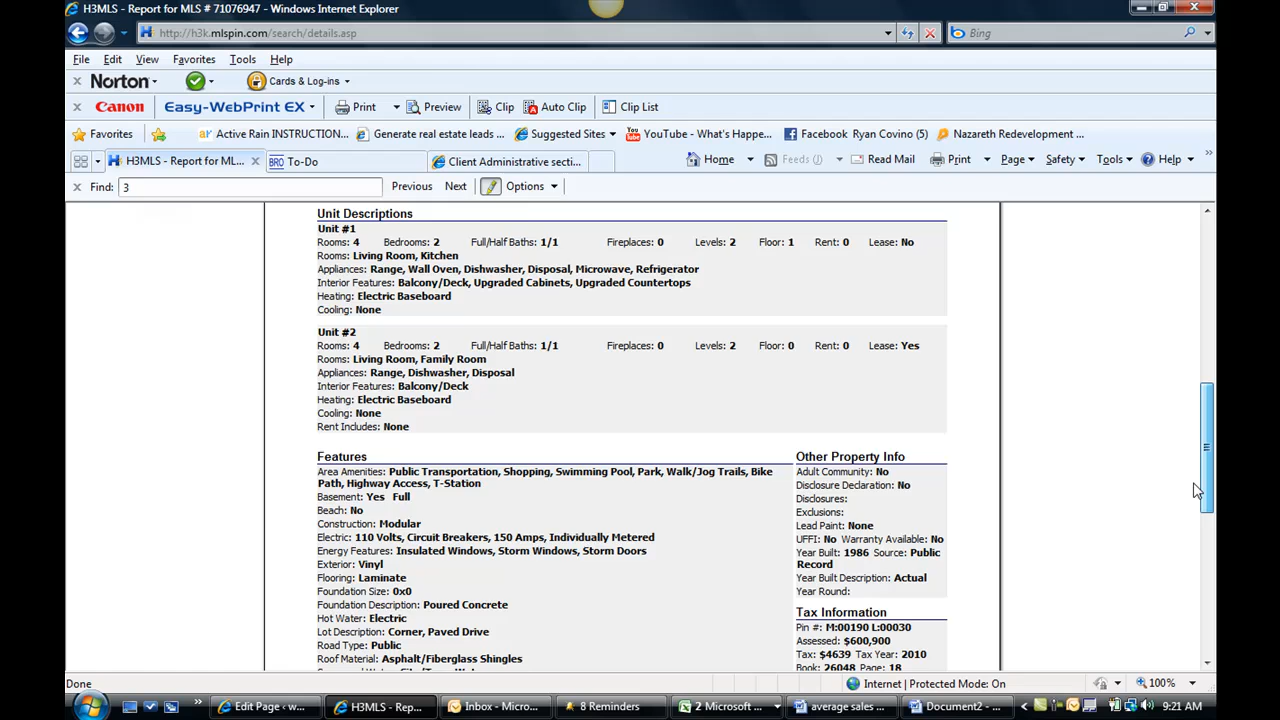 H3MLS - Report for MLS # 71076947 - Windows Internet Explorer
http://h3k.mlspin.com/search/details.asp
Bing
File Edit View Favorites Tools Help
Norton Cards & Log-ins
Canon Easy-WebPrint EX Print Preview Clip Auto Clip Clip List
Favorites Active Rain INSTRUCTION... Generate real estate leads ... Suggested Sites YouTube - What's Happe... Facebook Ryan Covino (5) Nazareth Redevelopment ...
H3MLS - Report for ML... BRO To-Do Client Administrative secti... Home Feeds (J) Read Mail Print Page Safety Tools Help
Find: 3 Previous Next Options
Unit Descriptions
Unit #1
Rooms: 4 Bedrooms: 2 Full/Half Baths: 1/1 Fireplaces: 0 Levels: 2 Floor: 1 Rent: 0 Lease: No
Rooms: Living Room, Kitchen
Appliances: Range, Wall Oven, Dishwasher, Disposal, Microwave, Refrigerator
Interior Features: Balcony/Deck, Upgraded Cabinets, Upgraded Countertops
Heating: Electric Baseboard
Cooling: None
Unit #2
Rooms: 4 Bedrooms: 2 Full/Half Baths: 1/1 Fireplaces: 0 Levels: 2 Floor: 0 Rent: 0 Lease: Yes
Rooms: Living Room, Family Room
Appliances: Range, Dishwasher, Disposal
Interior Features: Balcony/Deck
Heating: Electric Baseboard
Cooling: None
Rent Includes: None
Features
Area Amenities: Public Transportation, Shopping, Swimming Pool, Park, Walk/Jog Trails, Bike
Path, Highway Access, T-Station
Basement: Yes Full
Beach: No
Construction: Modular
Electric: 110 Volts, Circuit Breakers, 150 Amps, Individually Metered
Energy Features: Insulated Windows, Storm Windows, Storm Doors
Exterior: Vinyl
Flooring: Laminate
Foundation Size: 0x0
Foundation Description: Poured Concrete
Hot Water: Electric
Lot Description: Corner, Paved Drive
Road Type: Public
Roof Material: Asphalt/Fiberglass Shingles
Other Property Info
Adult Community: No
Disclosure Declaration: No
Disclosures:
Exclusions:
Lead Paint: None
UFFI: No Warranty Available: No
Year Built: 1986 Source: Public
Record
Year Built Description: Actual
Year Round:
Tax Information
Pin #: M:00190 L:00030
Assessed: $600,900
Tax: $4639 Tax Year: 2010
Book: 26048 Page: 18
Done Internet | Protected Mode: On 100%
Edit Page ‹ w... H3MLS - Rep... Inbox - Micro... 8 Reminders 2 Microsoft ... average sales ... Document2 - ... 9:21 AM